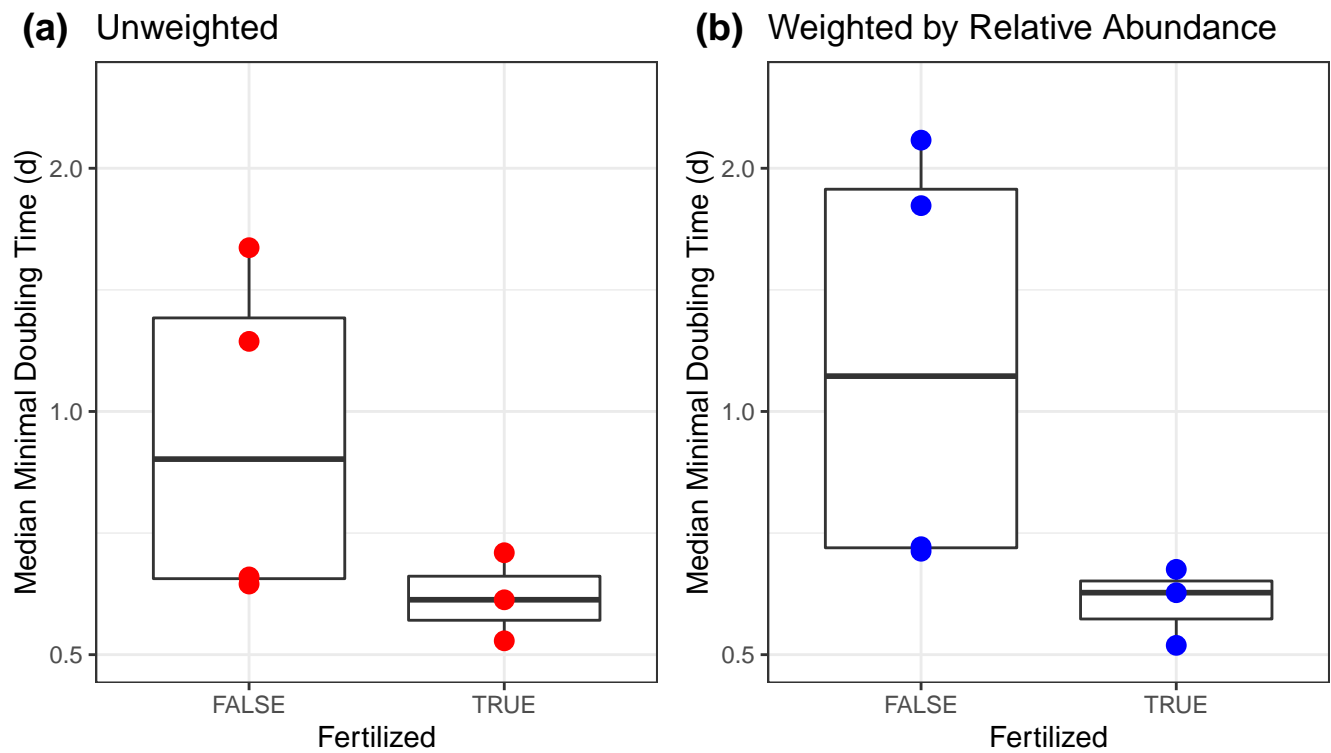 (a) Unweighted
Median Minimal Doubling Time (d)
2.0
1.0
0.5
FALSE TRUE
Fertilized
(b) Weighted by Relative Abundance
Median Minimal Doubling Time (d)
2.0
1.0
0.5
FALSE TRUE
Fertilized